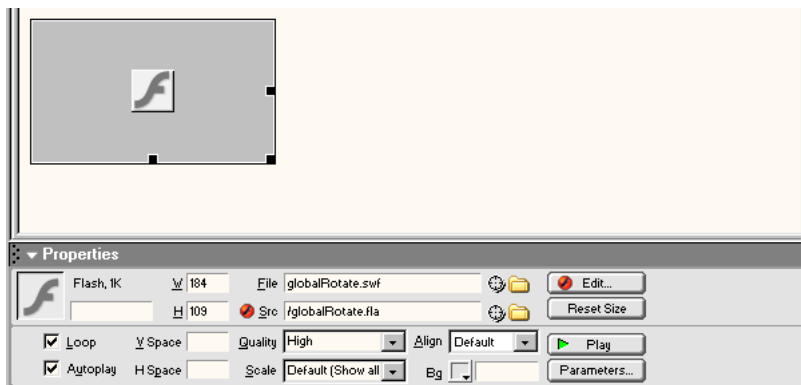 Properties
Flash, 1K W 184 File globalRotate.swf Edit...
H 109 Src /globalRotate.fla Reset Size
Loop V Space Quality High Align Default Play
Autoplay H Space Scale Default (Show all Bg Parameters...